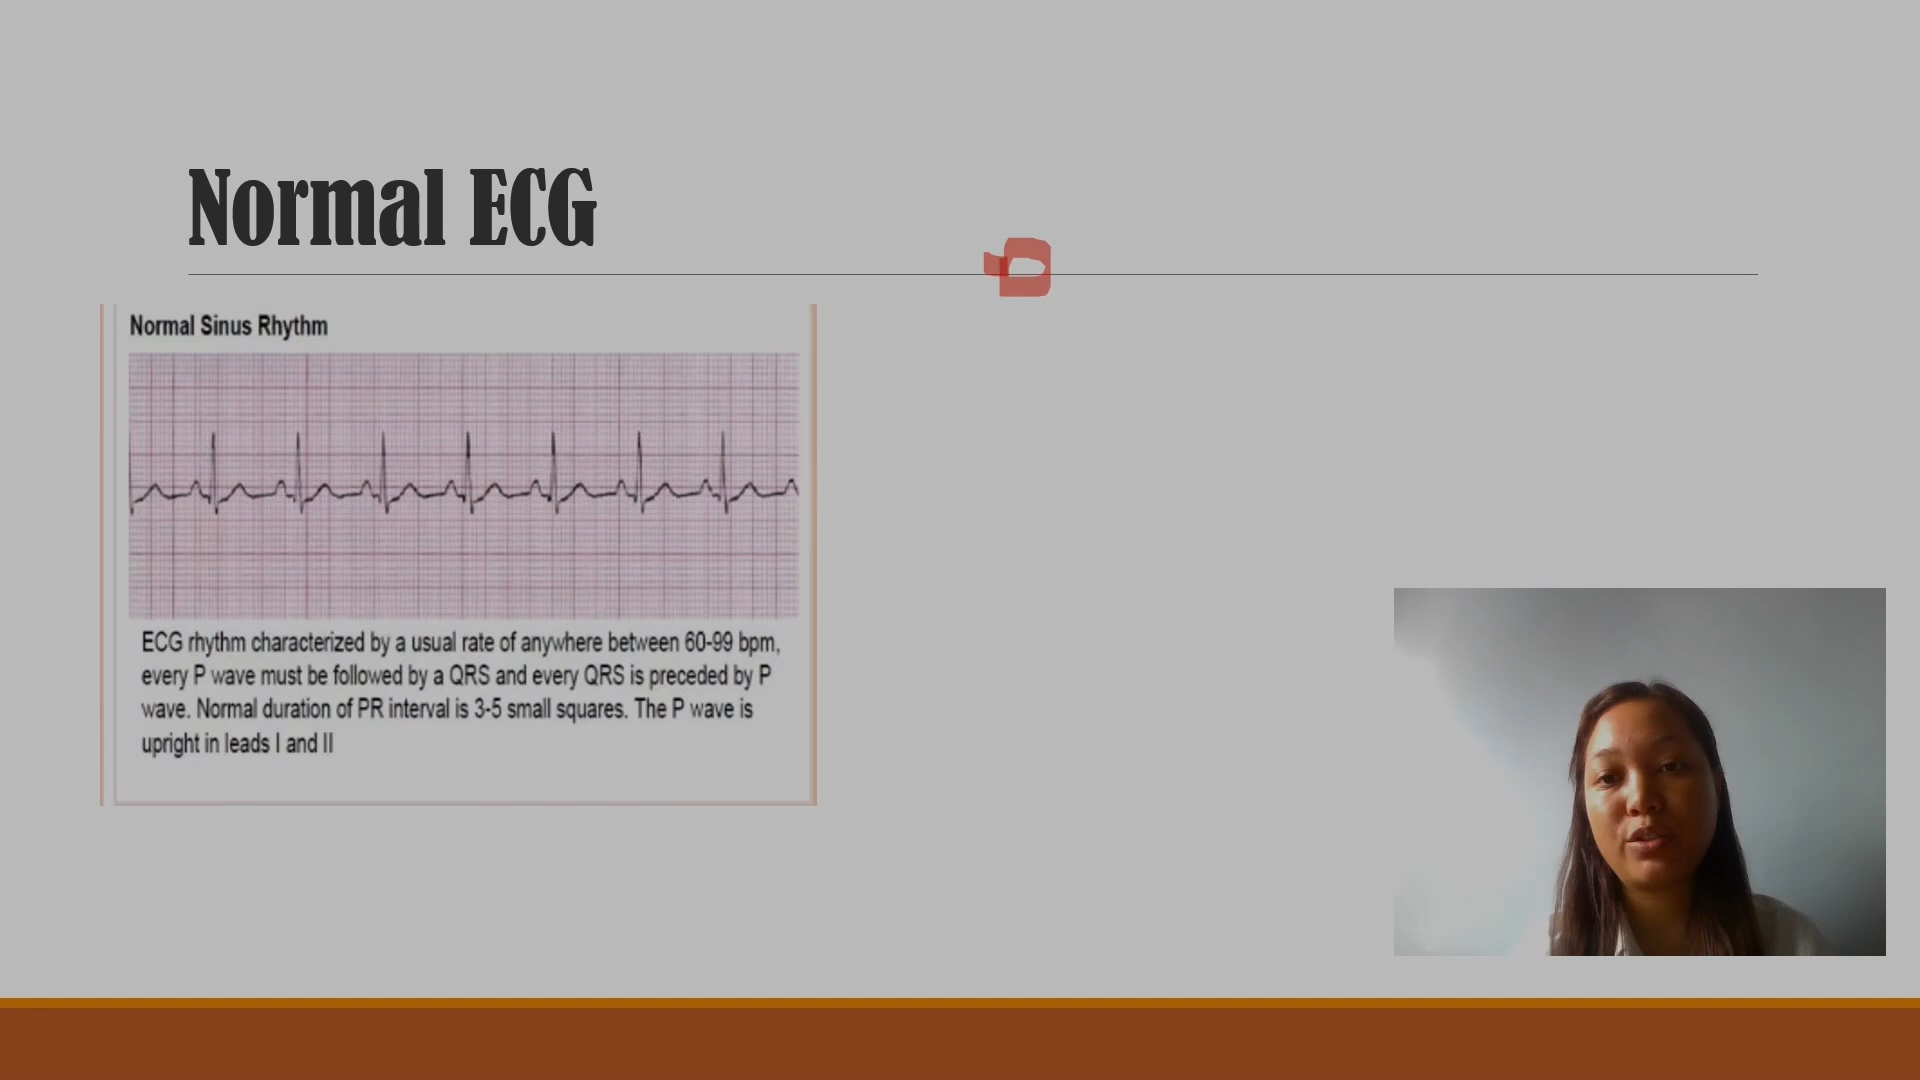 Normal ECG
Normal Sinus Rhythm
ECG rhythm characterized by a usual rate of anywhere between 60-99 bpm,
every P wave must be followed by a QRS and every QRS is preceded by P
wave. Normal duration of PR interval is 3-5 small squares. The P wave is
upright in leads I and II